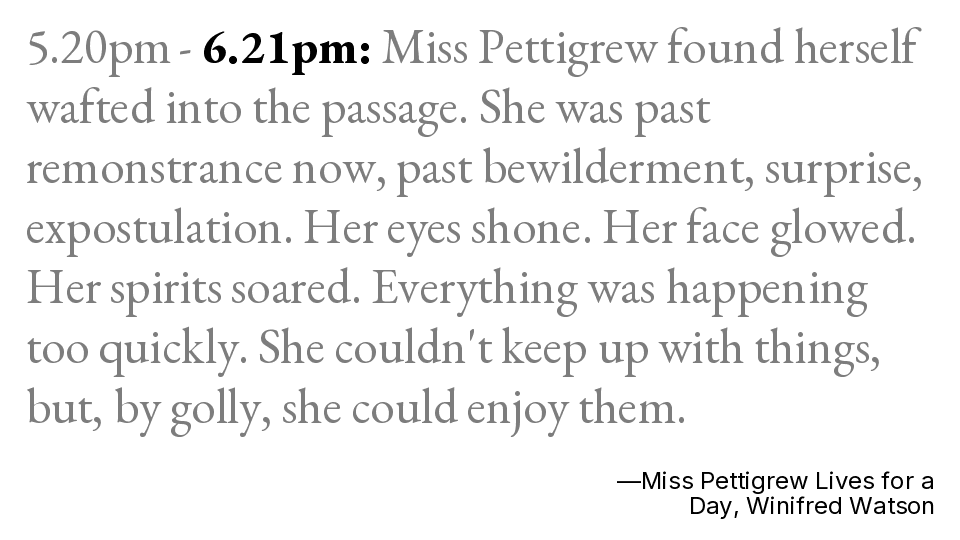 5.20pm - 6.21pm: Miss Pettigrew found herself
wafted into the passage. She was past
remonstrance now, past bewilderment, surprise,
expostulation. Her eyes shone. Her face glowed.
Her spirits soared. Everything was happening
too quickly. She couldn't keep up with things,
but, by golly, she could enjoy them.
—Miss Pettigrew Lives for a
Day, Winifred Watson